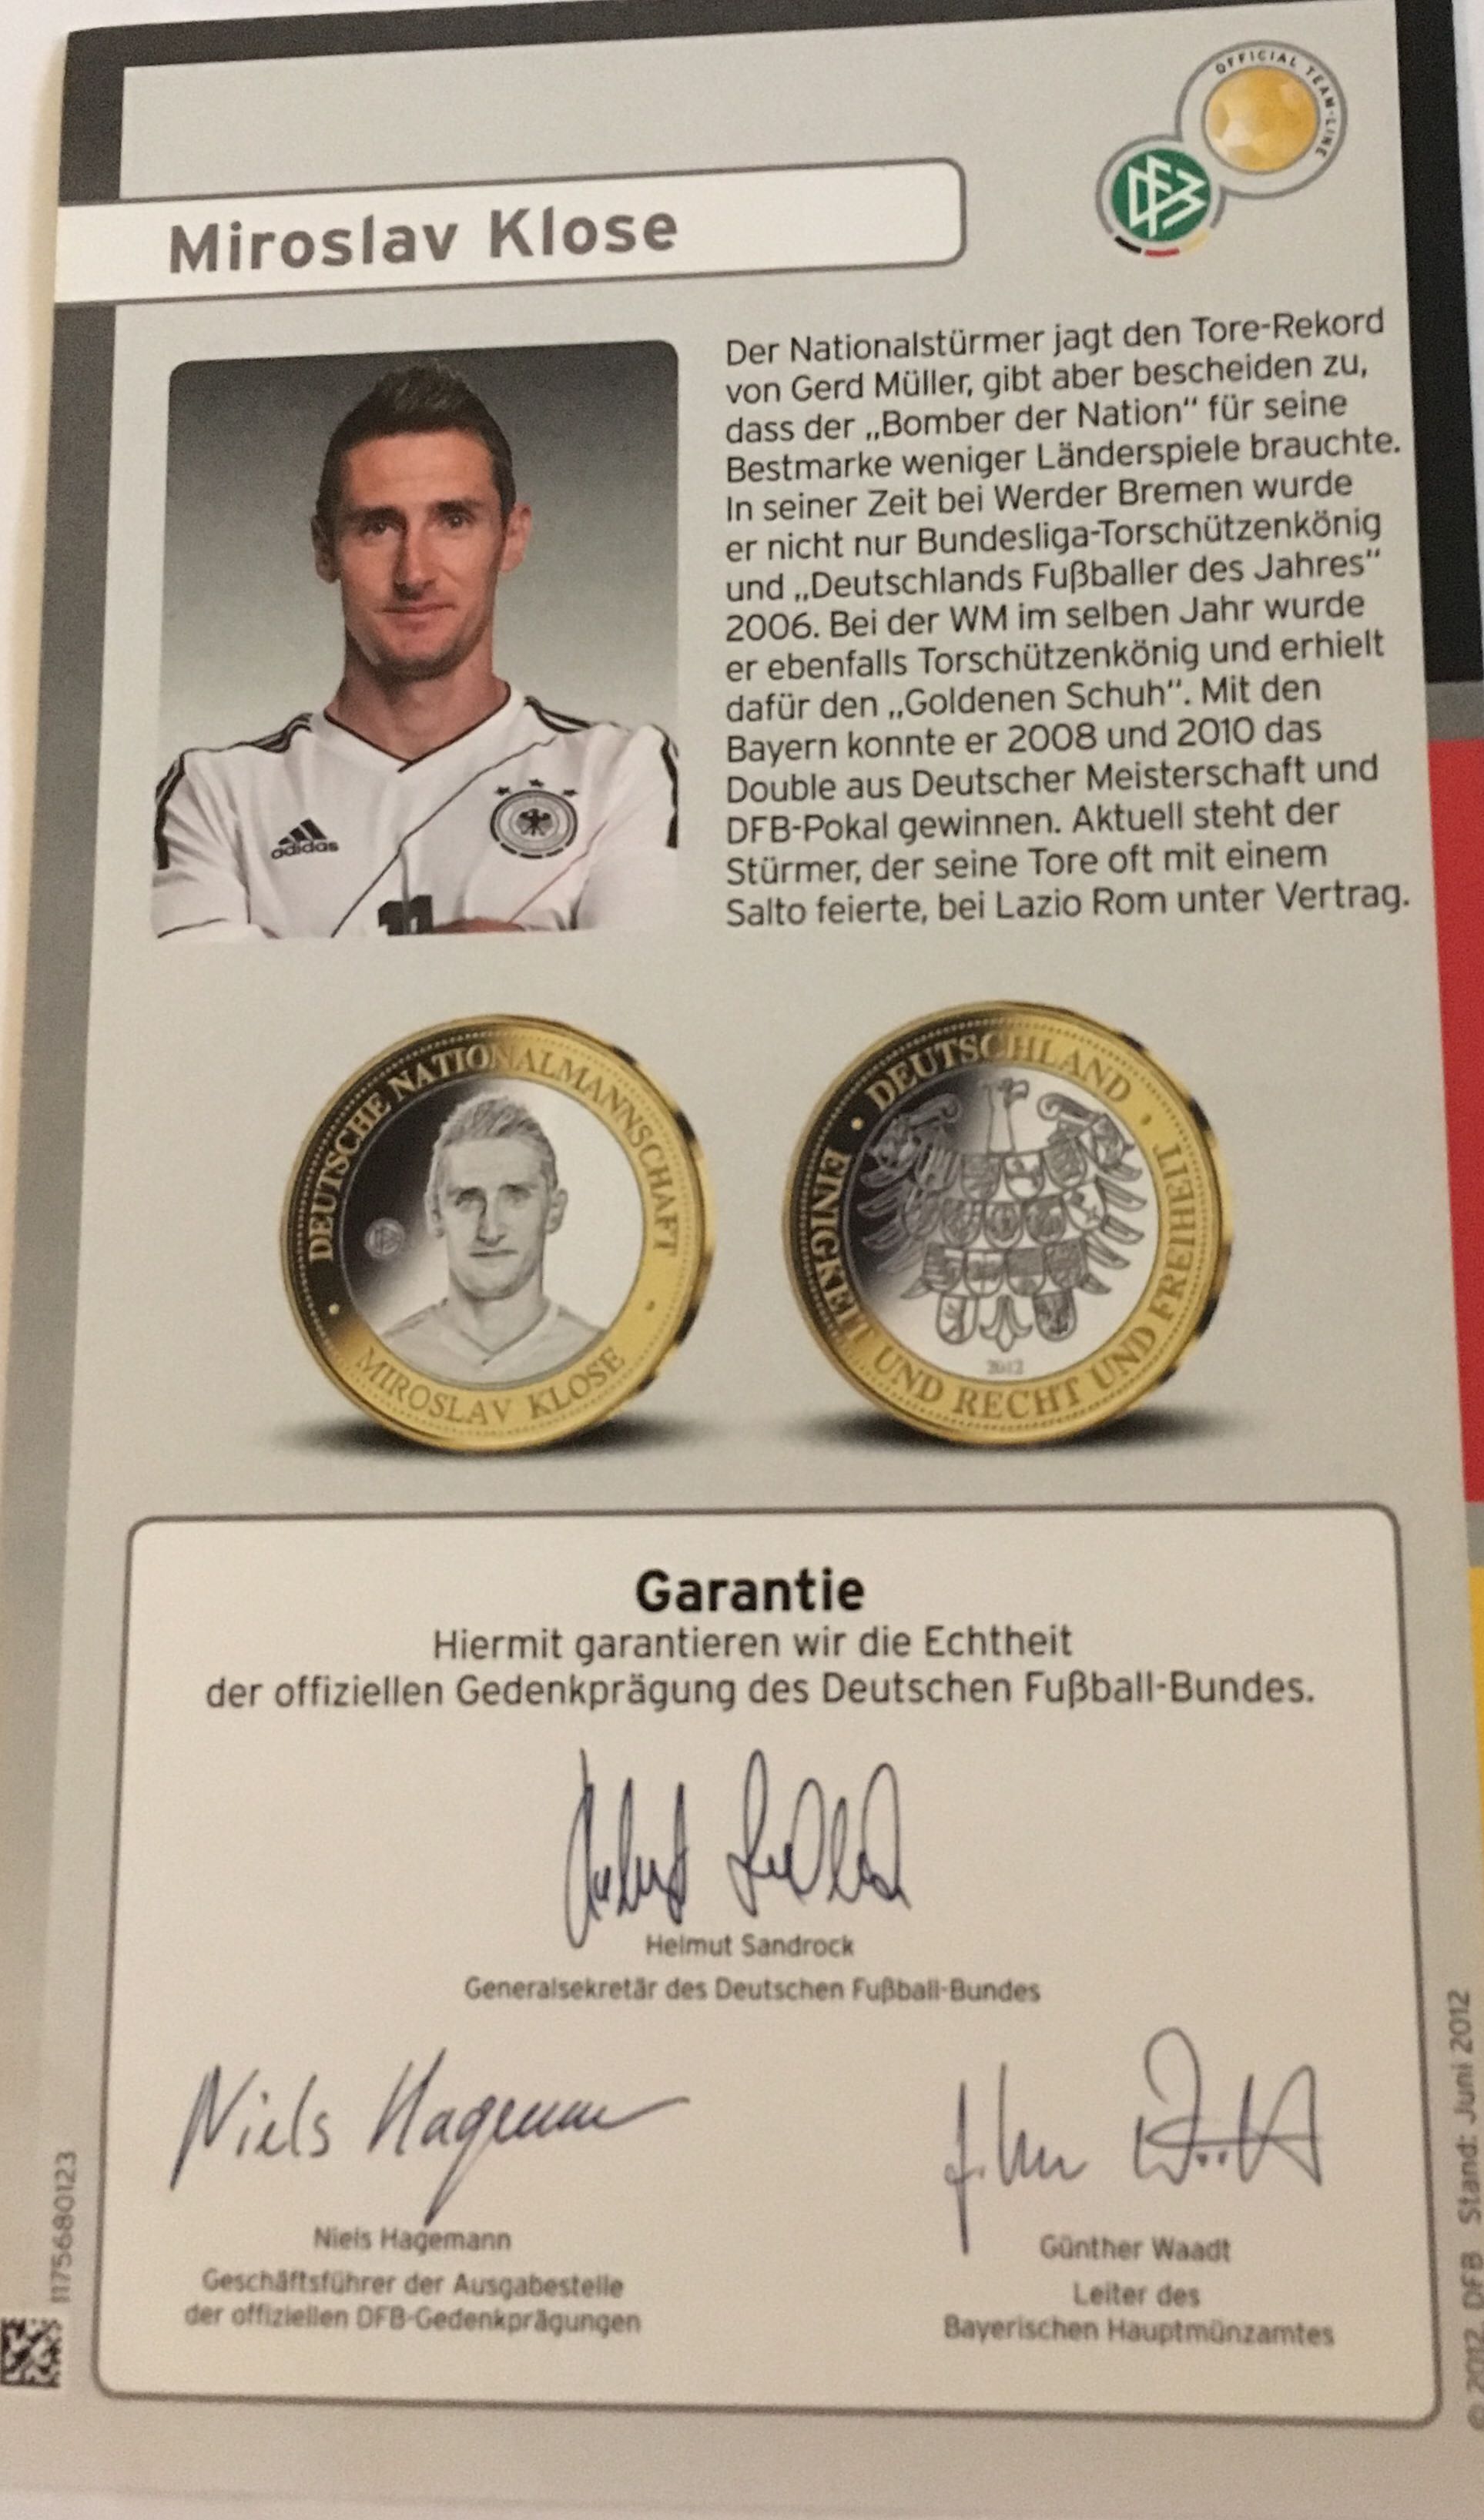 OFFICIAL TEAM-LINE
DFB
Miroslav Klose
Der Nationalstürmer jagt den Tore-Rekord
von Gerd Müller, gibt aber bescheiden zu,
dass der „Bomber der Nation“ für seine
Bestmarke weniger Länderspiele brauchte.
In seiner Zeit bei Werder Bremen wurde
er nicht nur Bundesliga-Torschützenkönig
und „Deutschlands Fußballer des Jahres“
2006. Bei der WM im selben Jahr wurde
er ebenfalls Torschützenkönig und erhielt
dafür den „Goldenen Schuh“. Mit den
Bayern konnte er 2008 und 2010 das
Double aus Deutscher Meisterschaft und
DFB-Pokal gewinnen. Aktuell steht der
Stürmer, der seine Tore oft mit einem
Salto feierte, bei Lazio Rom unter Vertrag.
adidas
11
DEUTSCHE NATIONALMANNSCHAFT
• MIROSLAV KLOSE •
• DEUTSCHLAND •
EINIGKEIT UND RECHT UND FREIHEIT
2012
Garantie
Hiermit garantieren wir die Echtheit
der offiziellen Gedenkprägung des Deutschen Fußball-Bundes.
Helmut Sandrock
Generalsekretär des Deutschen Fußball-Bundes
Niels Hagemann
Niels Hagemann
Geschäftsführer der Ausgabestelle
der offiziellen DFB-Gedenkprägungen
Günther Waadt
Leiter des
Bayerischen Hauptmünzamtes
1175680123
© 2012, DFB Stand: Juni 2012